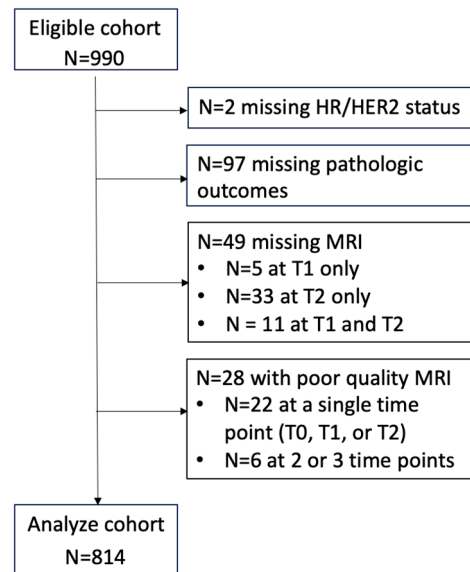 Eligible cohort
N=990
N=2 missing HR/HER2 status
N=97 missing pathologic
outcomes
N=49 missing MRI
• N=5 at T1 only
• N=33 at T2 only
• N = 11 at T1 and T2
N=28 with poor quality MRI
• N=22 at a single time
point (T0, T1, or T2)
• N=6 at 2 or 3 time points
Analyze cohort
N=814